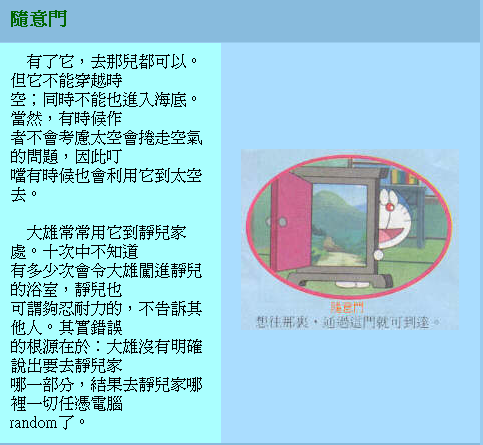 隨意門
有了它，去那兒都可以。
但它不能穿越時
空；同時不能也進入海底。
當然，有時候作
者不會考慮太空會捲走空氣
的問題，因此叮
噹有時候也會利用它到太空
去。
大雄常常用它到靜兒家
處。十次中不知道
有多少次會令大雄闖進靜兒
的浴室，靜兒也
可謂夠忍耐力的，不告訴其
他人。其實錯誤
的根源在於：大雄沒有明確
說出要去靜兒家
哪一部分，結果去靜兒家哪
裡一切任憑電腦
random了。
隨意門
想往那裏，通過這門就可到達。